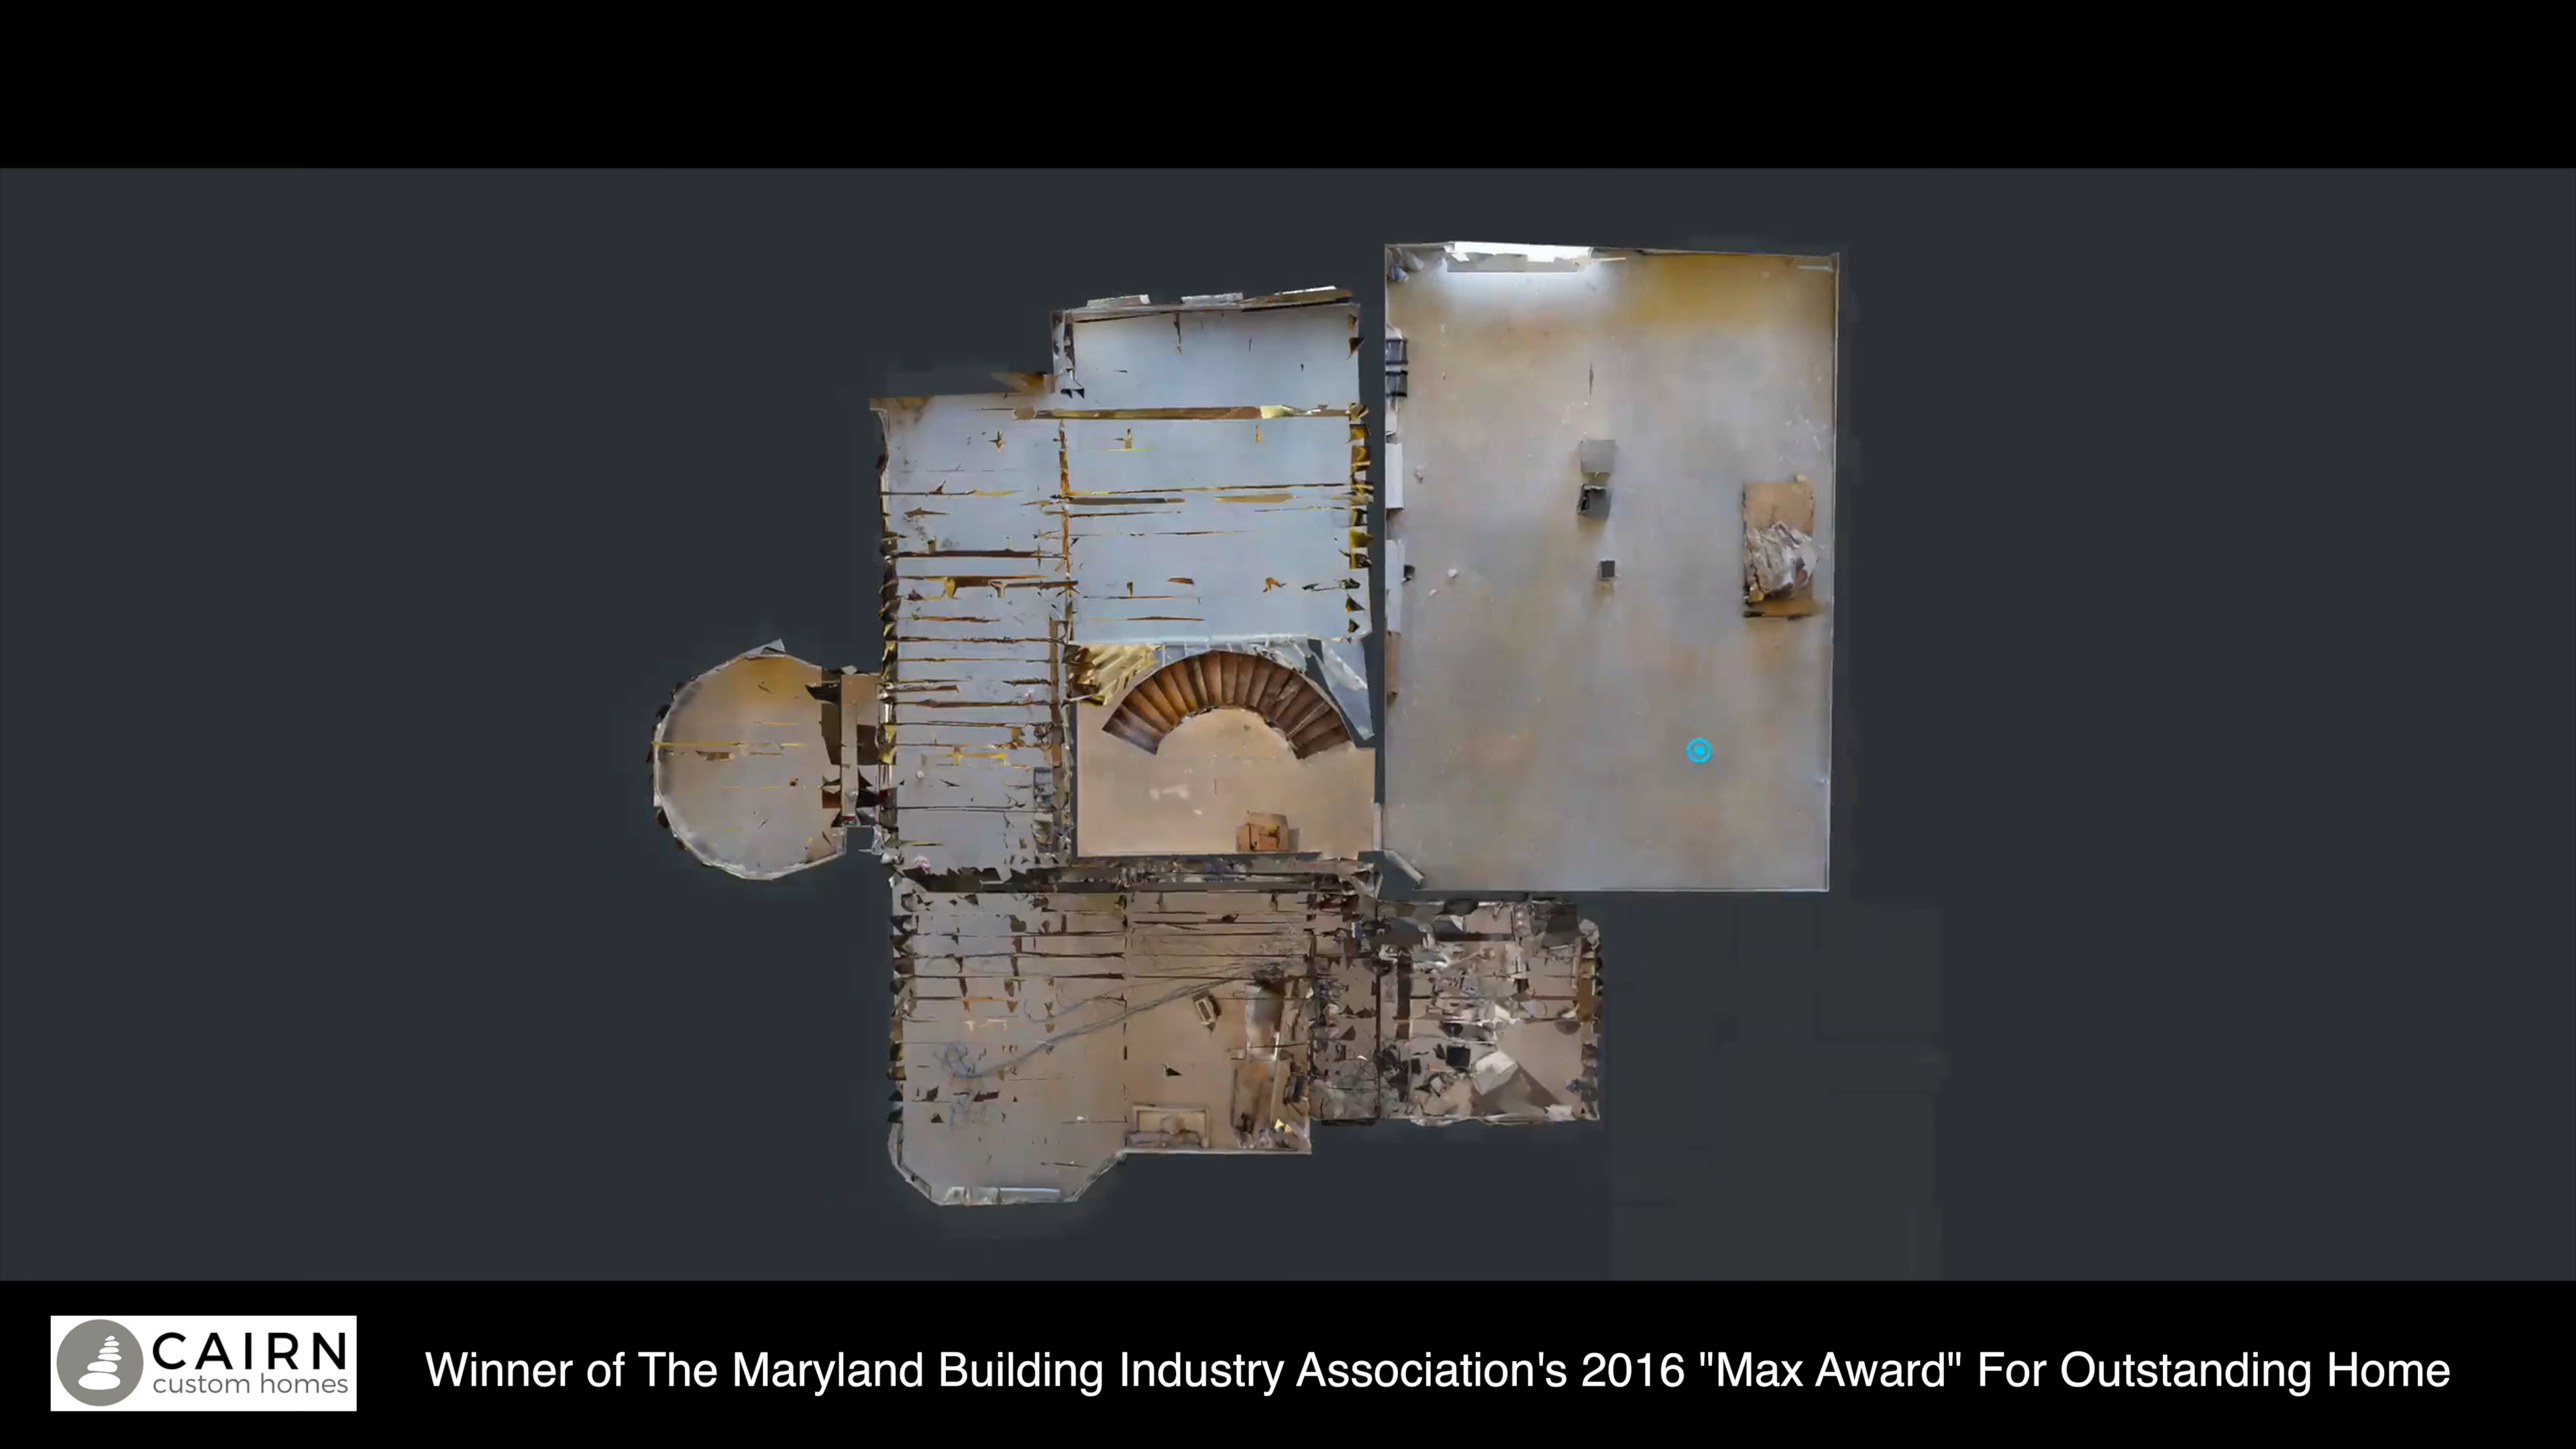 CAIRN
custom homes
Winner of The Maryland Building Industry Association's 2016 "Max Award" For Outstanding Home